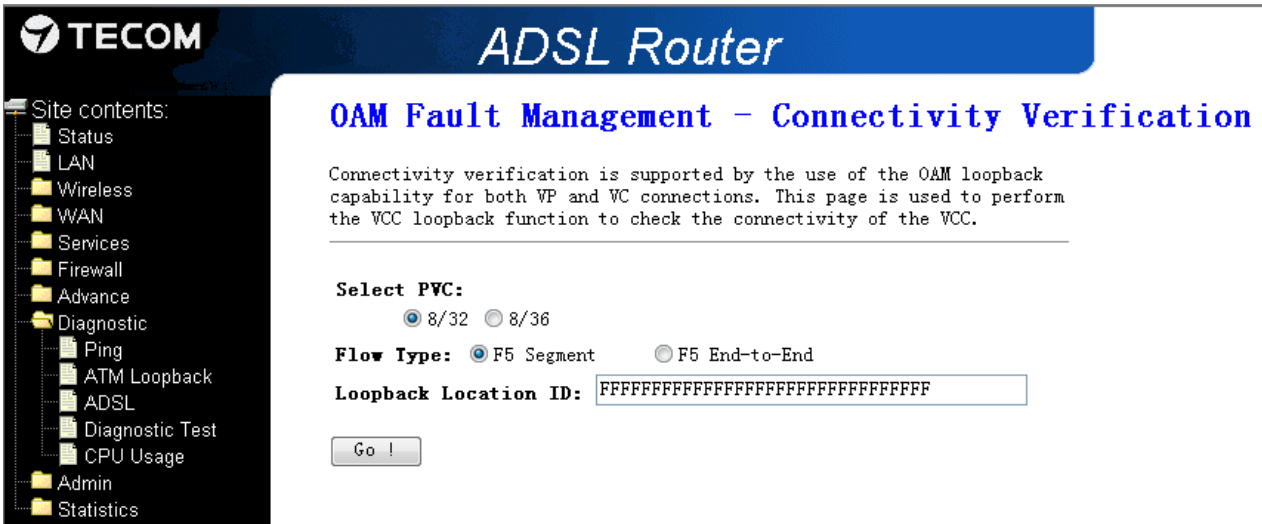 TECOM
ADSL Router
Site contents:
Status
LAN
Wireless
WAN
Services
Firewall
Advance
Diagnostic
Ping
ATM Loopback
ADSL
Diagnostic Test
CPU Usage
Admin
Statistics
OAM Fault Management - Connectivity Verification
Connectivity verification is supported by the use of the OAM loopback
capability for both VP and VC connections. This page is used to perform
the VCC loopback function to check the connectivity of the VCC.
Select PVC:
8/32 8/36
Flow Type: F5 Segment F5 End-to-End
Loopback Location ID: FFFFFFFFFFFFFFFFFFFFFFFFFFFFFFFF
Go !